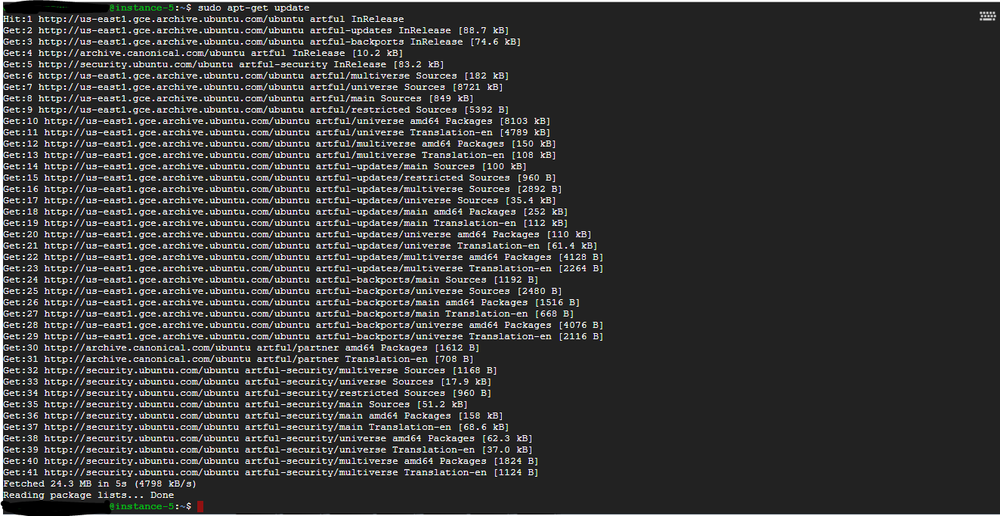 @instance-5:~$ sudo apt-get update
Hit:1 http://us-east1.gce.archive.ubuntu.com/ubuntu artful InRelease
Get:2 http://us-east1.gce.archive.ubuntu.com/ubuntu artful-updates InRelease [88.7 kB]
Get:3 http://us-east1.gce.archive.ubuntu.com/ubuntu artful-backports InRelease [74.6 kB]
Get:4 http://archive.canonical.com/ubuntu artful InRelease [10.2 kB]
Get:5 http://security.ubuntu.com/ubuntu artful-security InRelease [83.2 kB]
Get:6 http://us-east1.gce.archive.ubuntu.com/ubuntu artful/multiverse Sources [182 kB]
Get:7 http://us-east1.gce.archive.ubuntu.com/ubuntu artful/universe Sources [8721 kB]
Get:8 http://us-east1.gce.archive.ubuntu.com/ubuntu artful/main Sources [849 kB]
Get:9 http://us-east1.gce.archive.ubuntu.com/ubuntu artful/restricted Sources [5392 B]
Get:10 http://us-east1.gce.archive.ubuntu.com/ubuntu artful/universe amd64 Packages [8103 kB]
Get:11 http://us-east1.gce.archive.ubuntu.com/ubuntu artful/universe Translation-en [4789 kB]
Get:12 http://us-east1.gce.archive.ubuntu.com/ubuntu artful/multiverse amd64 Packages [150 kB]
Get:13 http://us-east1.gce.archive.ubuntu.com/ubuntu artful/multiverse Translation-en [108 kB]
Get:14 http://us-east1.gce.archive.ubuntu.com/ubuntu artful-updates/main Sources [100 kB]
Get:15 http://us-east1.gce.archive.ubuntu.com/ubuntu artful-updates/restricted Sources [960 B]
Get:16 http://us-east1.gce.archive.ubuntu.com/ubuntu artful-updates/multiverse Sources [2892 B]
Get:17 http://us-east1.gce.archive.ubuntu.com/ubuntu artful-updates/universe Sources [35.4 kB]
Get:18 http://us-east1.gce.archive.ubuntu.com/ubuntu artful-updates/main amd64 Packages [252 kB]
Get:19 http://us-east1.gce.archive.ubuntu.com/ubuntu artful-updates/main Translation-en [112 kB]
Get:20 http://us-east1.gce.archive.ubuntu.com/ubuntu artful-updates/universe amd64 Packages [110 kB]
Get:21 http://us-east1.gce.archive.ubuntu.com/ubuntu artful-updates/universe Translation-en [61.4 kB]
Get:22 http://us-east1.gce.archive.ubuntu.com/ubuntu artful-updates/multiverse amd64 Packages [4128 B]
Get:23 http://us-east1.gce.archive.ubuntu.com/ubuntu artful-updates/multiverse Translation-en [2264 B]
Get:24 http://us-east1.gce.archive.ubuntu.com/ubuntu artful-backports/main Sources [1192 B]
Get:25 http://us-east1.gce.archive.ubuntu.com/ubuntu artful-backports/universe Sources [2480 B]
Get:26 http://us-east1.gce.archive.ubuntu.com/ubuntu artful-backports/main amd64 Packages [1516 B]
Get:27 http://us-east1.gce.archive.ubuntu.com/ubuntu artful-backports/main Translation-en [668 B]
Get:28 http://us-east1.gce.archive.ubuntu.com/ubuntu artful-backports/universe amd64 Packages [4076 B]
Get:29 http://us-east1.gce.archive.ubuntu.com/ubuntu artful-backports/universe Translation-en [2116 B]
Get:30 http://archive.canonical.com/ubuntu artful/partner amd64 Packages [1612 B]
Get:31 http://archive.canonical.com/ubuntu artful/partner Translation-en [708 B]
Get:32 http://security.ubuntu.com/ubuntu artful-security/multiverse Sources [1168 B]
Get:33 http://security.ubuntu.com/ubuntu artful-security/universe Sources [17.9 kB]
Get:34 http://security.ubuntu.com/ubuntu artful-security/restricted Sources [960 B]
Get:35 http://security.ubuntu.com/ubuntu artful-security/main Sources [51.2 kB]
Get:36 http://security.ubuntu.com/ubuntu artful-security/main amd64 Packages [158 kB]
Get:37 http://security.ubuntu.com/ubuntu artful-security/main Translation-en [68.6 kB]
Get:38 http://security.ubuntu.com/ubuntu artful-security/universe amd64 Packages [62.3 kB]
Get:39 http://security.ubuntu.com/ubuntu artful-security/universe Translation-en [37.0 kB]
Get:40 http://security.ubuntu.com/ubuntu artful-security/multiverse amd64 Packages [1824 B]
Get:41 http://security.ubuntu.com/ubuntu artful-security/multiverse Translation-en [1124 B]
Fetched 24.3 MB in 5s (4798 kB/s)
Reading package lists... Done
@instance-5:~$